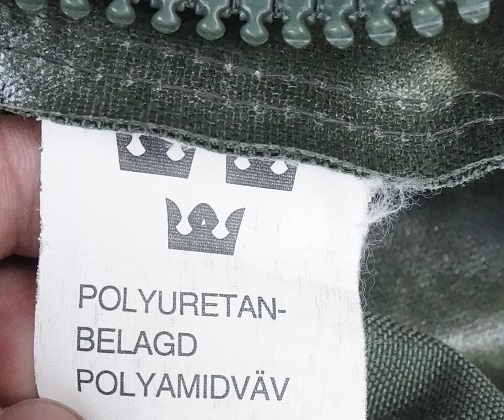 POLYURETAN-
BELAGD
POLYAMIDVÄV